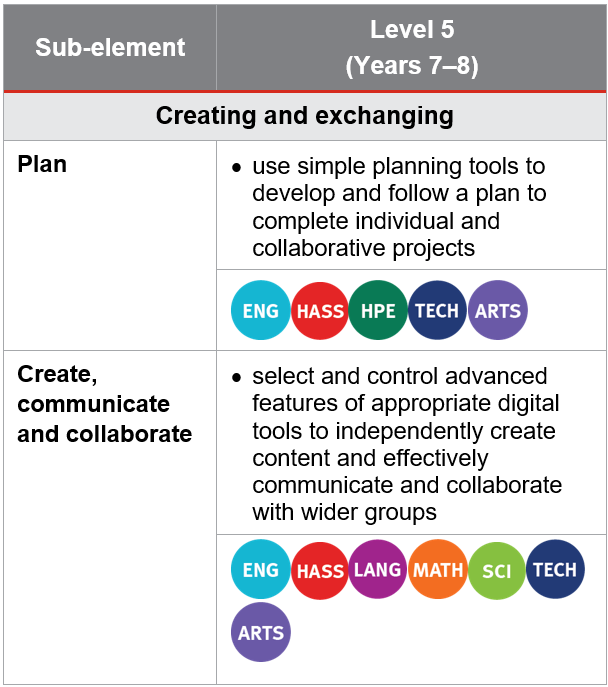 Sub-element
Level 5
(Years 7–8)
Creating and exchanging
Plan
• use simple planning tools to
develop and follow a plan to
complete individual and
collaborative projects
ENG HASS HPE TECH ARTS
Create,
communicate
and collaborate
• select and control advanced
features of appropriate digital
tools to independently create
content and effectively
communicate and collaborate
with wider groups
ENG HASS LANG MATH SCI TECH
ARTS